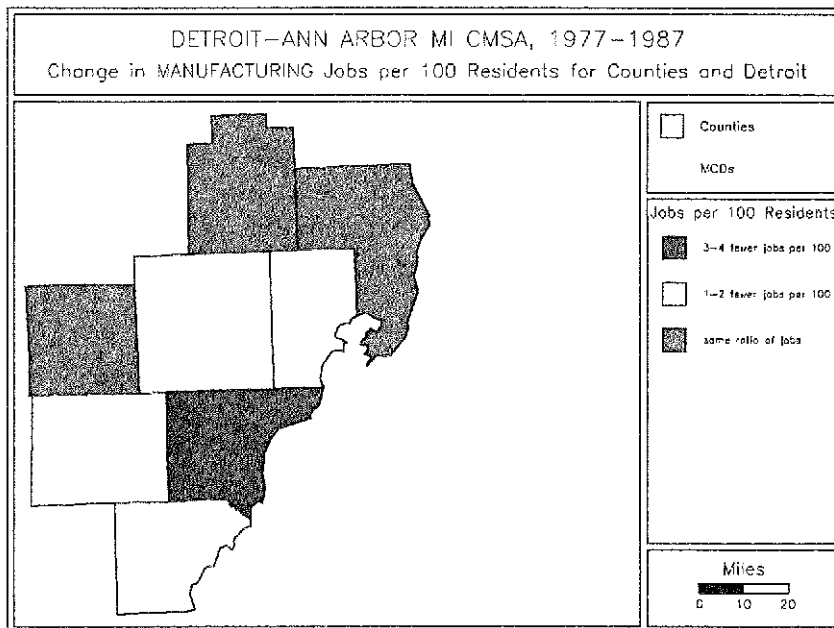 DETROIT-ANN ARBOR MI CMSA, 1977-1987
Change in MANUFACTURING Jobs per 100 Residents for Counties and Detroit
Counties
MCDs
Jobs per 100 Residents
3-4 fewer jobs per 100
1-2 fewer jobs per 100
same ratio of jobs
Miles
0 10 20